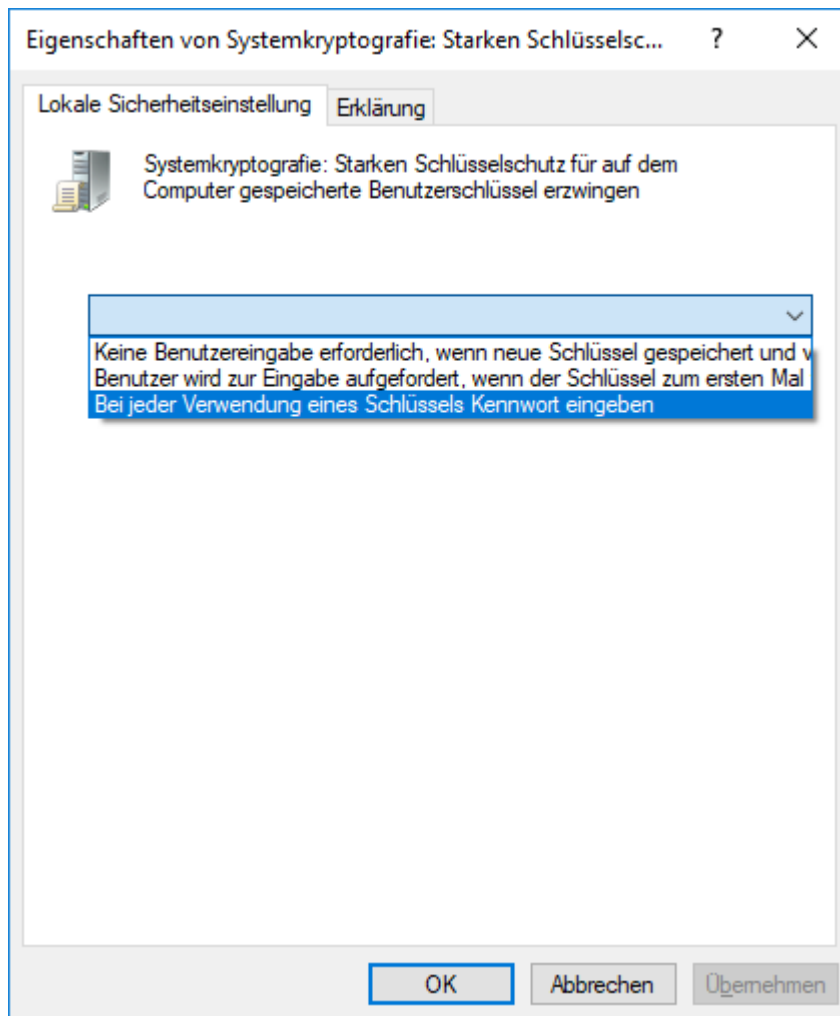 Eigenschaften von Systemkryptografie: Starken Schlüsselsc...
Lokale Sicherheitseinstellung
Erklärung
Systemkryptografie: Starken Schlüsselschutz für auf dem
Computer gespeicherte Benutzerschlüssel erzwingen
Keine Benutzereingabe erforderlich, wenn neue Schlüssel gespeichert und v
Benutzer wird zur Eingabe aufgefordert, wenn der Schlüssel zum ersten Mal
Bei jeder Verwendung eines Schlüssels Kennwort eingeben
OK
Abbrechen
Übernehmen